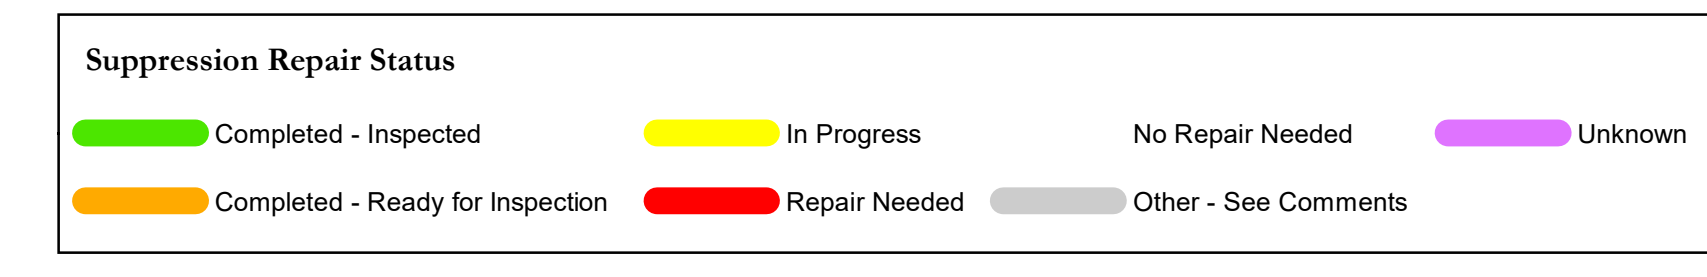 Suppression Repair Status
Completed - Inspected
In Progress
No Repair Needed
Unknown
Completed - Ready for Inspection
Repair Needed
Other - See Comments